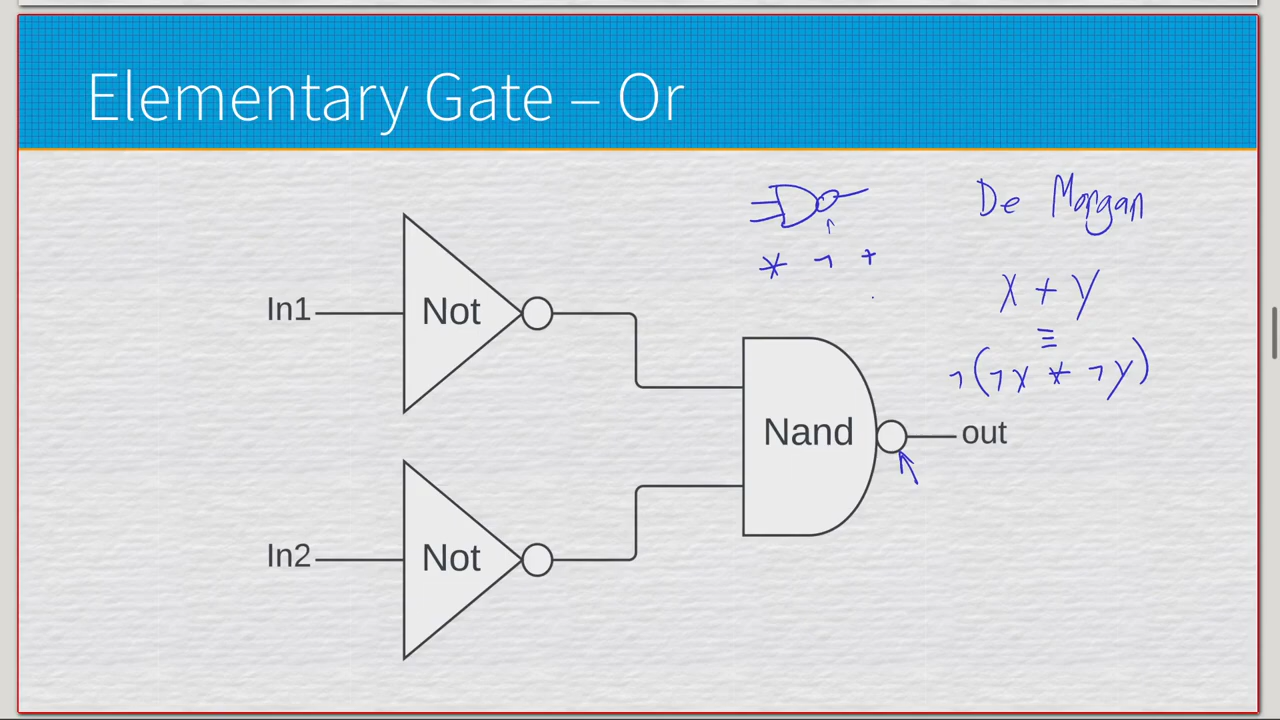 Elementary Gate – Or
De Morgan
* ¬ +
X + Y
≡
¬(¬X * ¬Y)
In1
Not
Nand
out
In2
Not